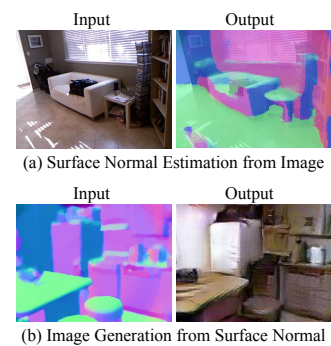 Input Output
(a) Surface Normal Estimation from Image
Input Output
(b) Image Generation from Surface Normal